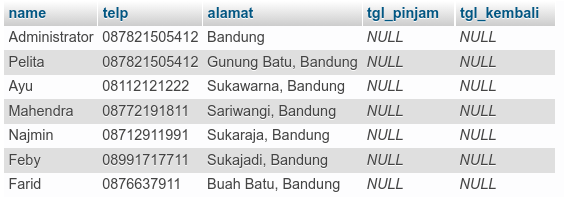 name telp alamat tgl_pinjam tgl_kembali
Administrator 087821505412 Bandung NULL NULL
Pelita 087821505412 Gunung Batu, Bandung NULL NULL
Ayu 08112121222 Sukawarna, Bandung NULL NULL
Mahendra 08772191811 Sariwangi, Bandung NULL NULL
Najmin 08712911991 Sukaraja, Bandung NULL NULL
Feby 08991717711 Sukajadi, Bandung NULL NULL
Farid 0876637911 Buah Batu, Bandung NULL NULL